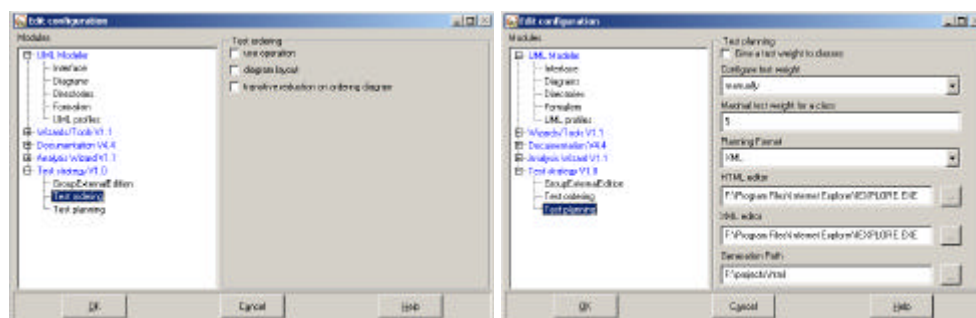 Edit configuration
Modules
UML Modeler
Interface
Diagrams
Directories
Formalism
UML profiles
Wizards/Tools V1.1
Documentation V4.4
Analysis Wizard V1.1
Test strategy V1.0
GroupExternalEdition
Test ordering
Test planning
Test ordering
use operation
diagram layout
transitive reduction on ordering diagram
OK
Cancel
Help
Edit configuration
Modules
UML Modeler
Interface
Diagrams
Directories
Formalism
UML profiles
Wizards/Tools V1.1
Documentation V4.4
Analysis Wizard V1.1
Test strategy V1.0
GroupExternalEdition
Test ordering
Test planning
Test planning
Give a test weight to classes
Configure test weight
manually
Maximal test weight for a class
5
Planning Format
XML
HTML editor
F:\Program Files\Internet Explorer\IEXPLORE.EXE
...
XML editor
F:\Program Files\Internet Explorer\IEXPLORE.EXE
...
Generation Path
F:\projects\html
...
OK
Cancel
Help